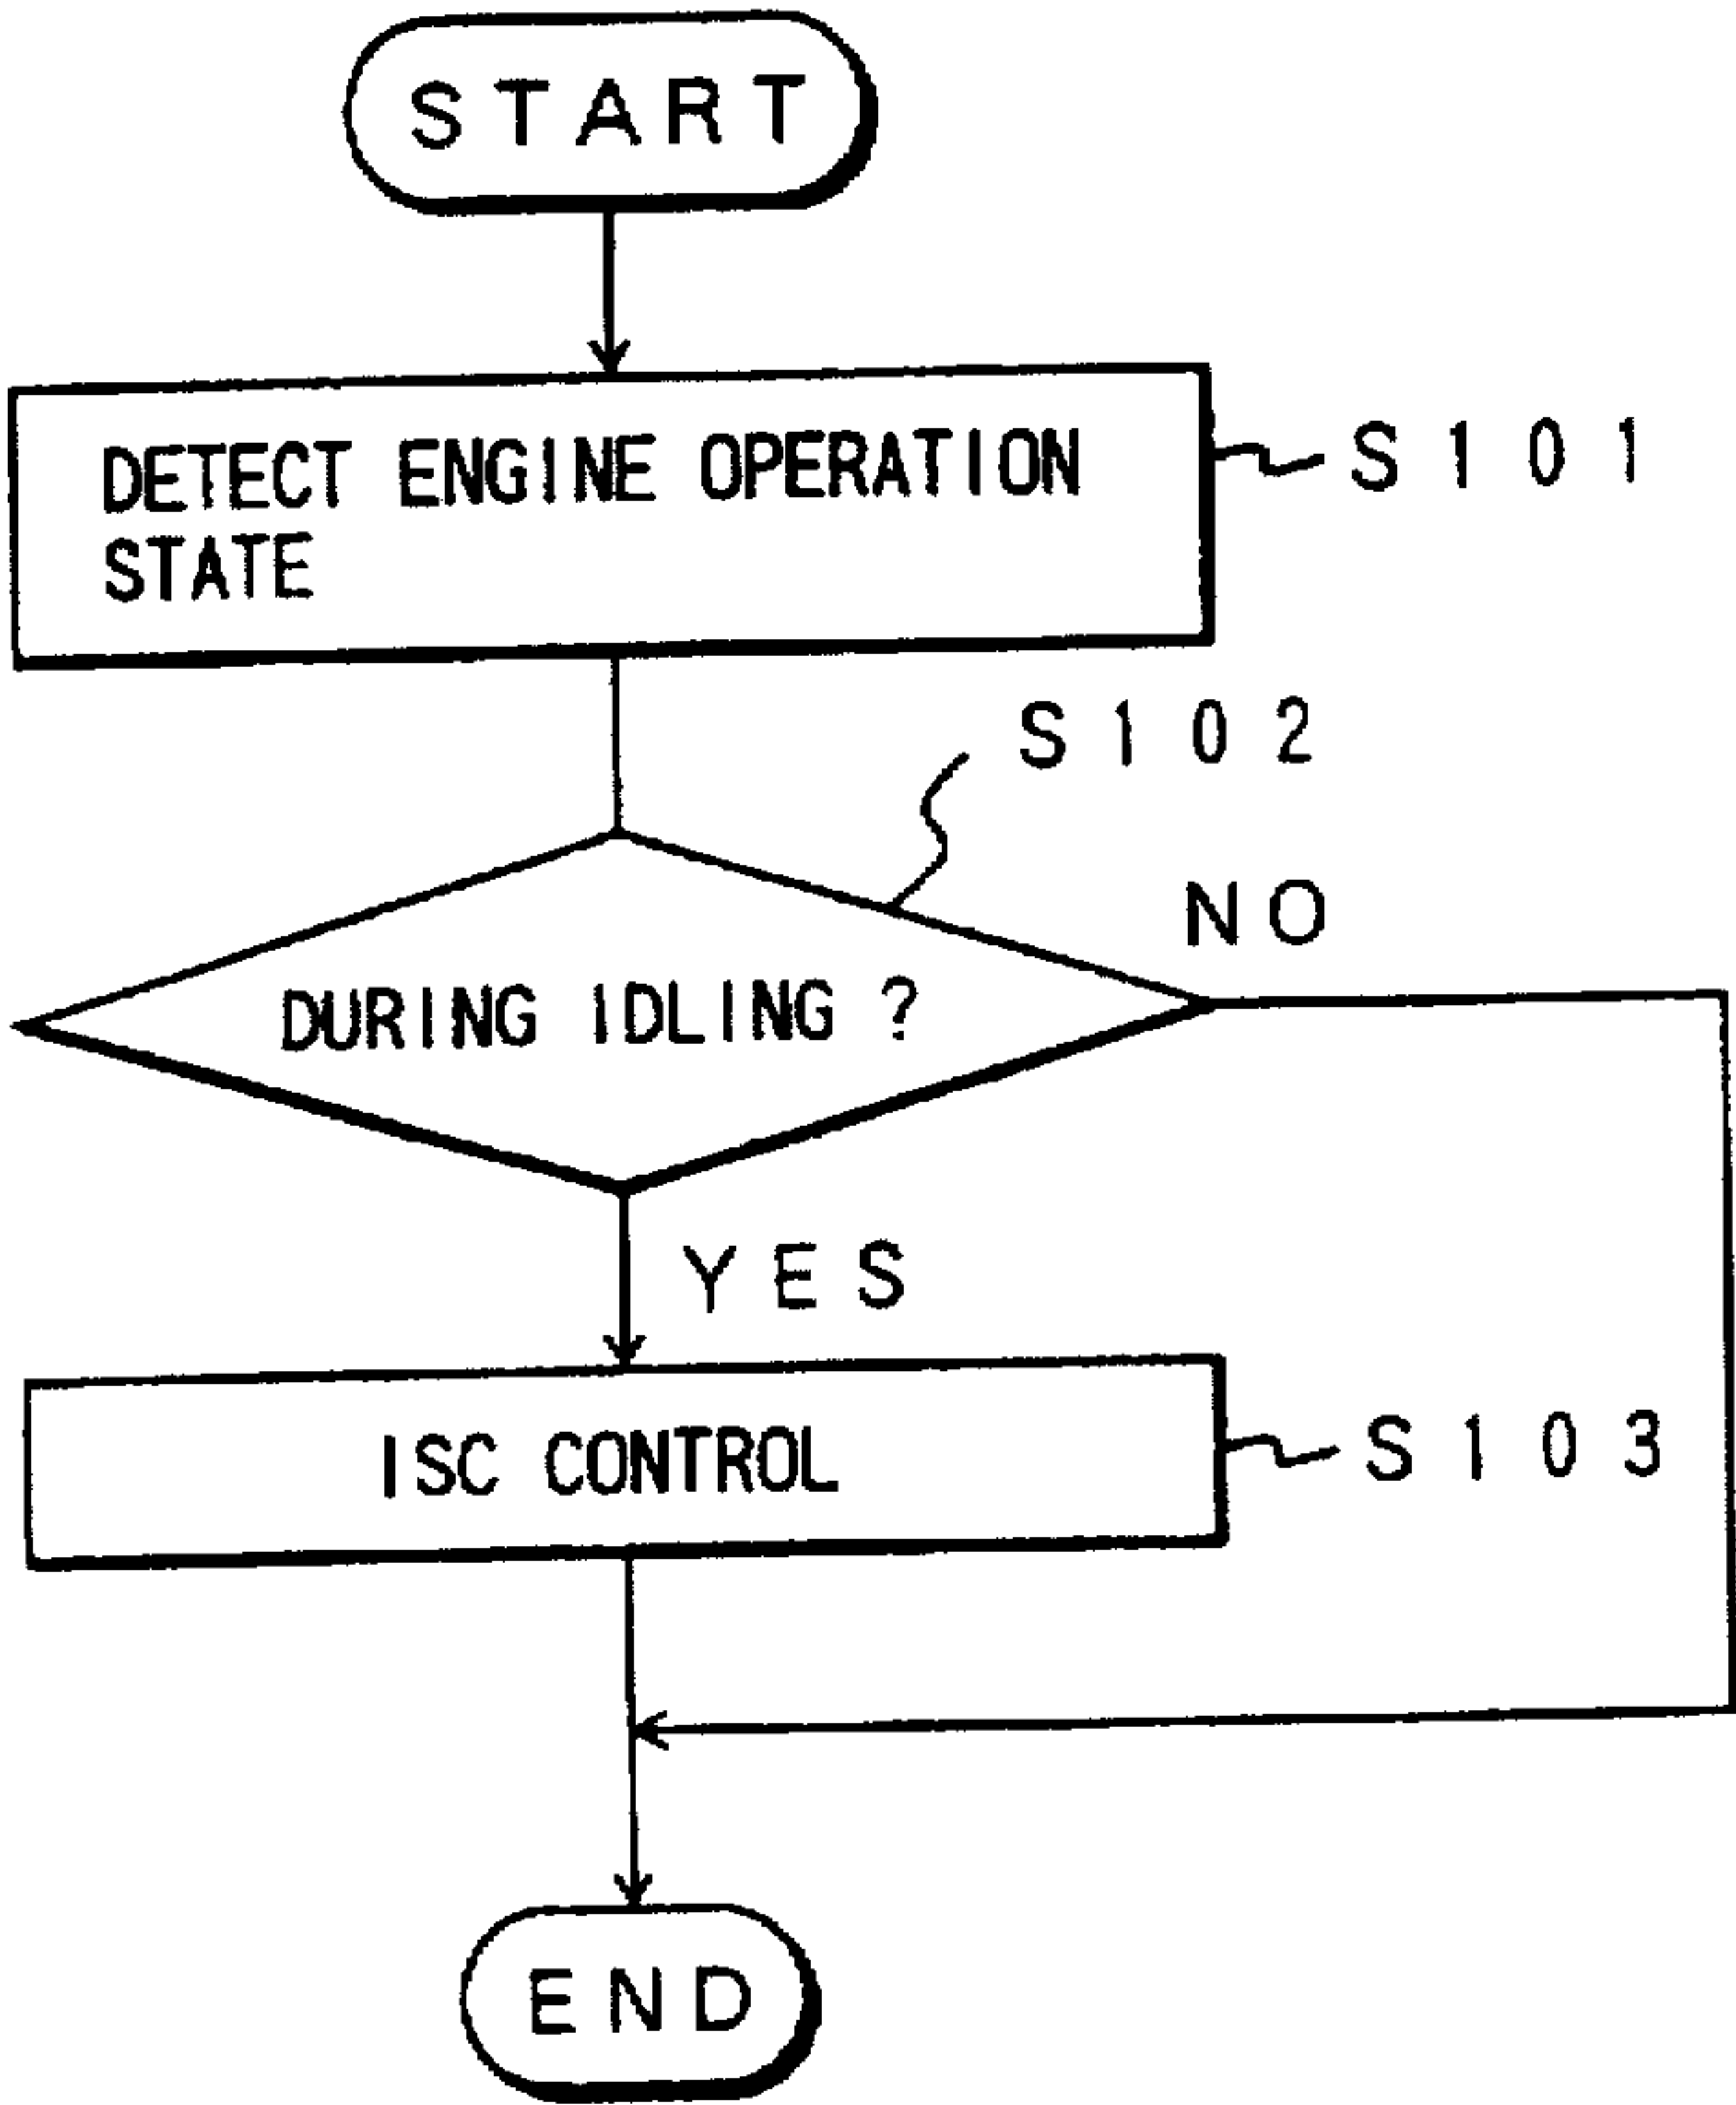 START
DETECT ENGINE OPERATION
STATE
S101
S102
DURING IDLING ?
NO
YES
ISC CONTROL
S103
END